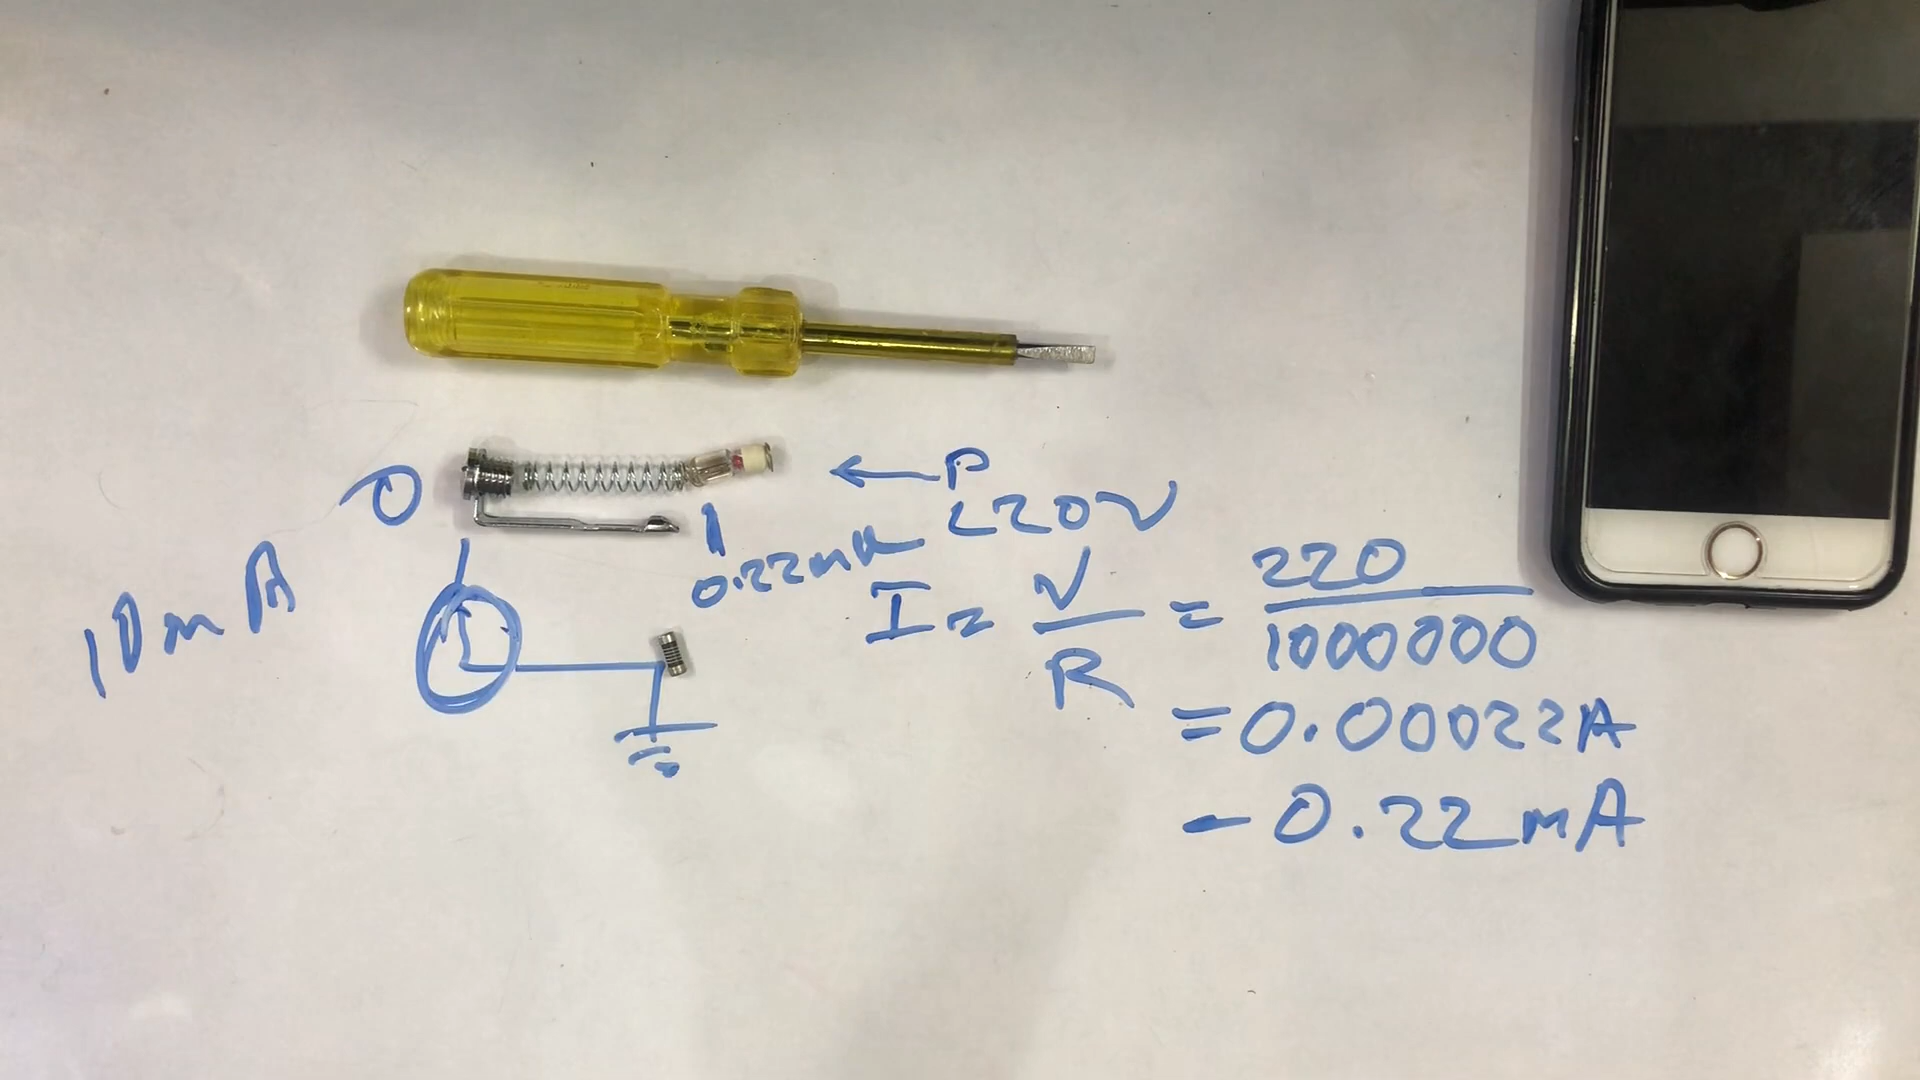 P
220V
0.22mA
10mA
I = V/R = 220/1000000
=0.00022A
- 0.22mA